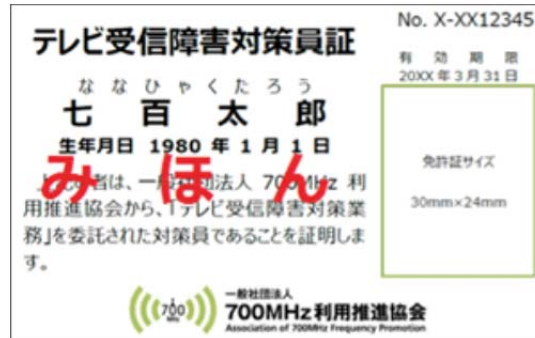 テレビ受信障害対策員証
No. X-XX12345
有効期限
20XX 年 3 月 31 日
ななひゃくたろう
七百太郎
生年月日 1980 年 1 月 1 日
みほん
上記の者は、一般社団法人 700MHz 利
用推進協会から、「テレビ受信障害対策業
務」を委託された対策員であることを証明しま
す。
免許証サイズ
30mm×24mm
700
MHz
一般社団法人
700MHz利用推進協会
Association of 700MHz Frequency Promotion